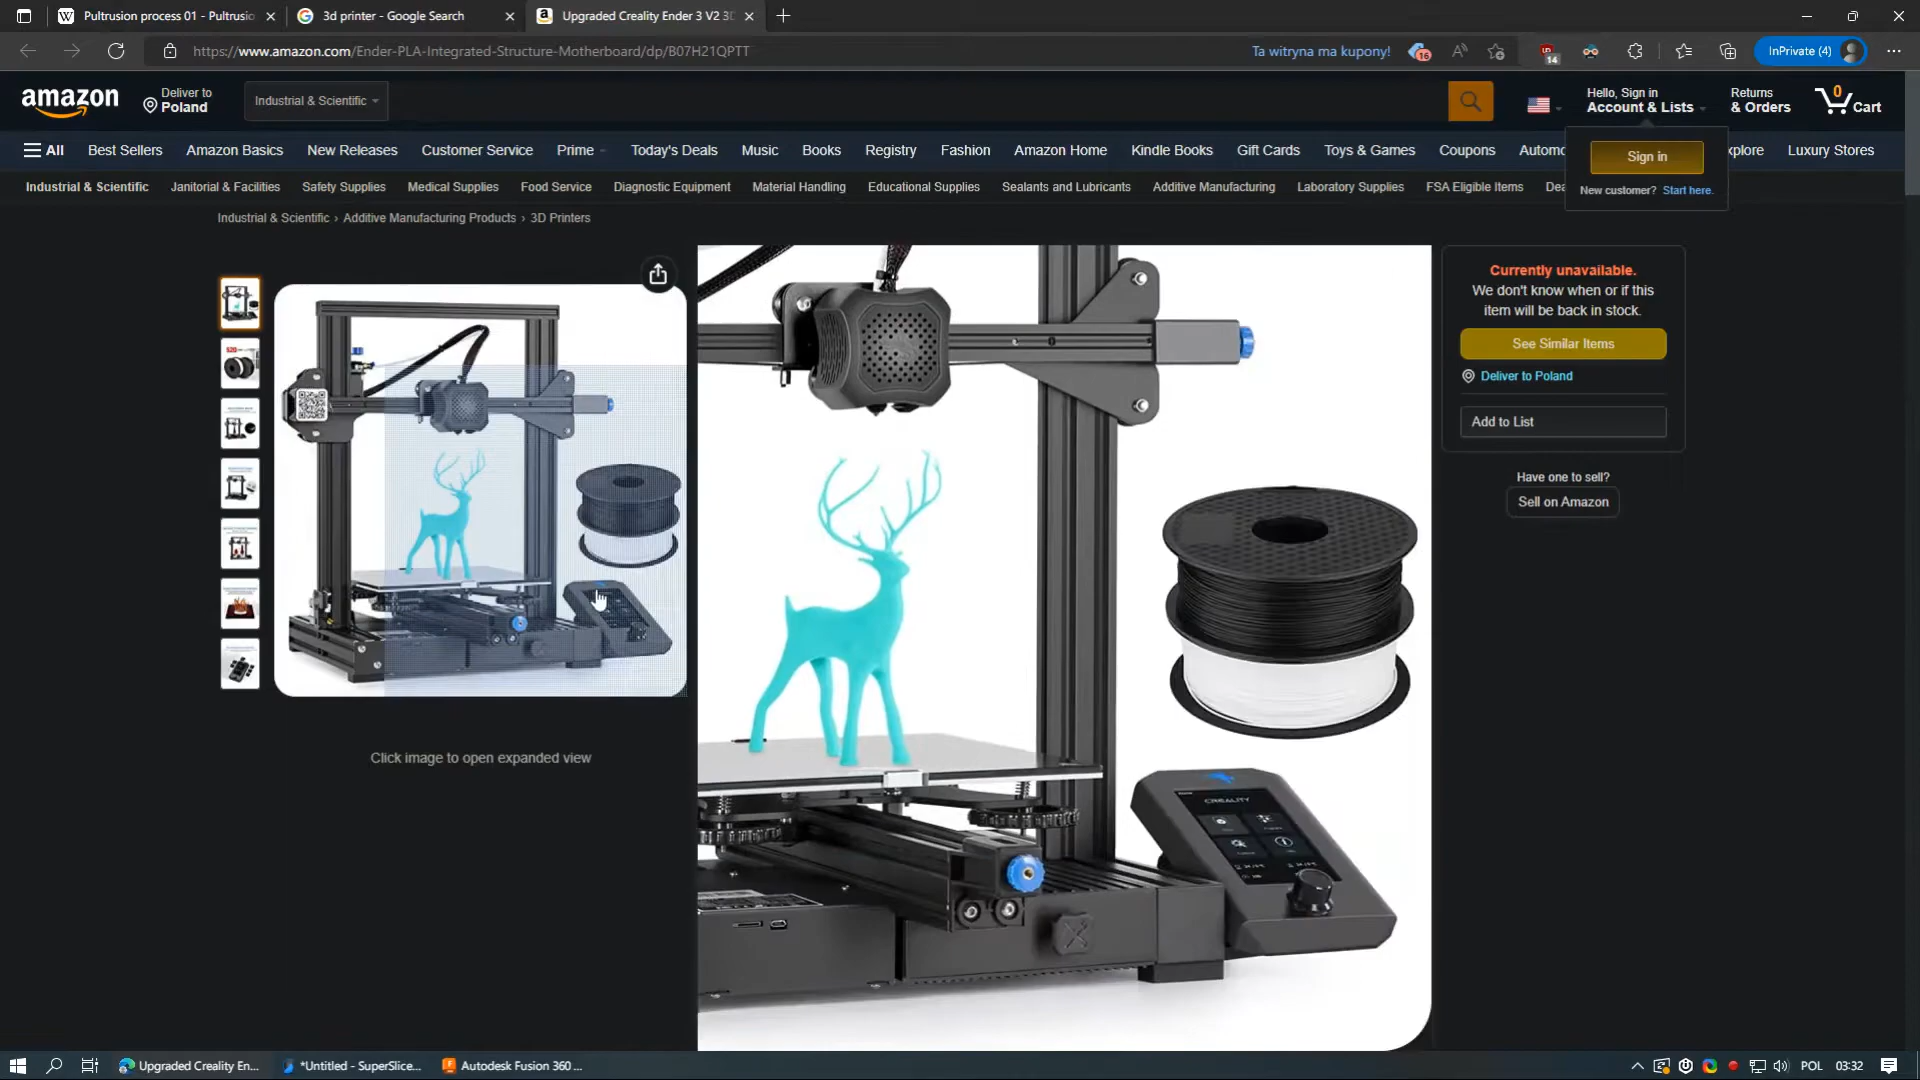 Pultrusion process 01 - Pultrusio
3d printer - Google Search
Upgraded Creality Ender 3 V2 3D
https://www.amazon.com/Ender-PLA-Integrated-Structure-Motherboard/dp/B07H21QPTT
Ta witryna ma kupony!
16
14
InPrivate (4)
amazon
Deliver to
Poland
Industrial & Scientific
Hello, Sign in
Account & Lists
Returns
& Orders
0
Cart
All
Best Sellers
Amazon Basics
New Releases
Customer Service
Prime
Today's Deals
Music
Books
Registry
Fashion
Amazon Home
Kindle Books
Gift Cards
Toys & Games
Coupons
Automo
xplore
Luxury Stores
Sign in
New customer? Start here.
Industrial & Scientific
Janitorial & Facilities
Safety Supplies
Medical Supplies
Food Service
Diagnostic Equipment
Material Handling
Educational Supplies
Sealants and Lubricants
Additive Manufacturing
Laboratory Supplies
FSA Eligible Items
Dea
Industrial & Scientific › Additive Manufacturing Products › 3D Printers
Currently unavailable.
We don't know when or if this
item will be back in stock.
See Similar Items
Deliver to Poland
Add to List
Have one to sell?
Sell on Amazon
Click image to open expanded view
CREALITY
Upgraded Creality En...
*Untitled - SuperSlice...
Autodesk Fusion 360 ...
POL
03:32